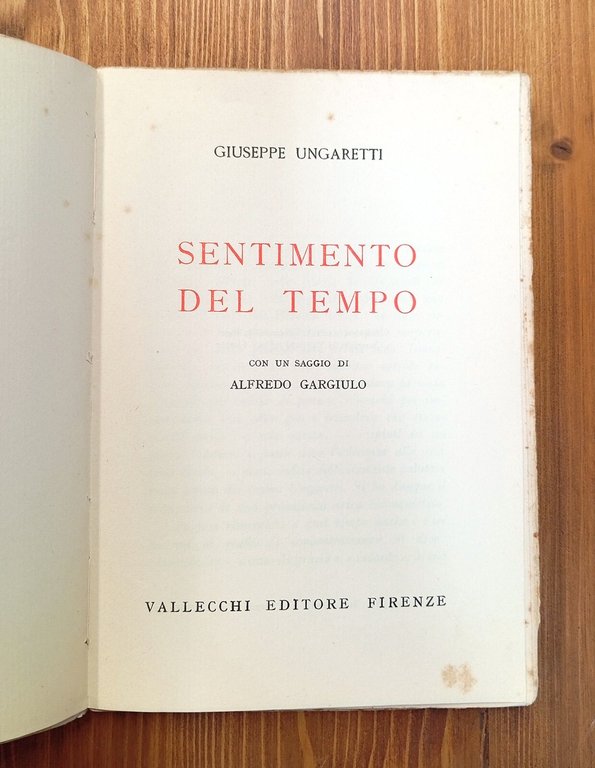 GIUSEPPE UNGARETTI
SENTIMENTO
DEL TEMPO
CON UN SAGGIO DI
ALFREDO GARGIULO
VALLECCHI EDITORE FIRENZE